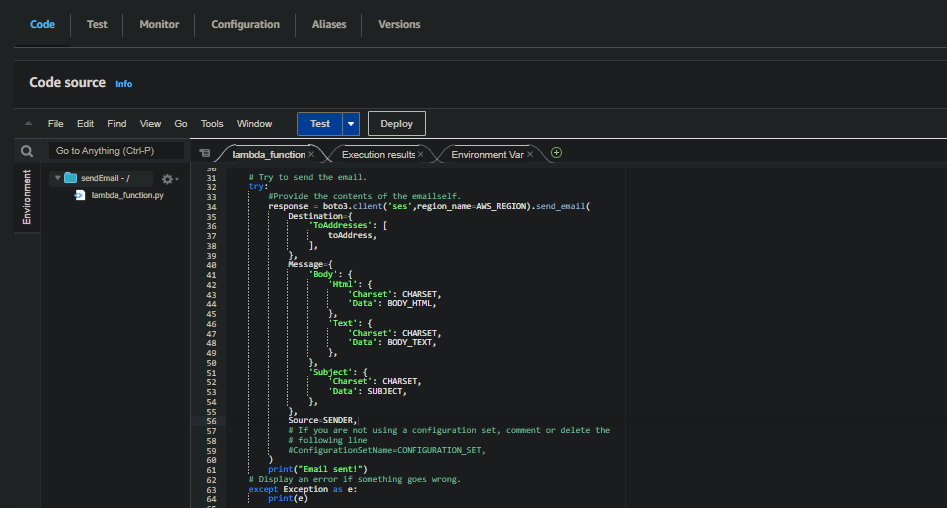 Code Test Monitor Configuration Aliases Versions
Code source Info
File Edit Find View Go Tools Window Test Deploy
Go to Anything (Ctrl-P) lambda_function × Execution results × Environment Var ×
Environment
sendEmail - /
lambda_function.py
30
31 # Try to send the email.
32 try:
33 #Provide the contents of the emailself.
34 response = boto3.client('ses',region_name=AWS_REGION).send_email(
35 Destination={
36 'ToAddresses': [
37 toAddress,
38 ],
39 },
40 Message={
41 'Body': {
42 'Html': {
43 'Charset': CHARSET,
44 'Data': BODY_HTML,
45 },
46 'Text': {
47 'Charset': CHARSET,
48 'Data': BODY_TEXT,
49 },
50 },
51 'Subject': {
52 'Charset': CHARSET,
53 'Data': SUBJECT,
54 },
55 },
56 Source=SENDER,
57 # If you are not using a configuration set, comment or delete the
58 # following line
59 #ConfigurationSetName=CONFIGURATION_SET,
60 )
61 print("Email sent!")
62 # Display an error if something goes wrong.
63 except Exception as e:
64 print(e)